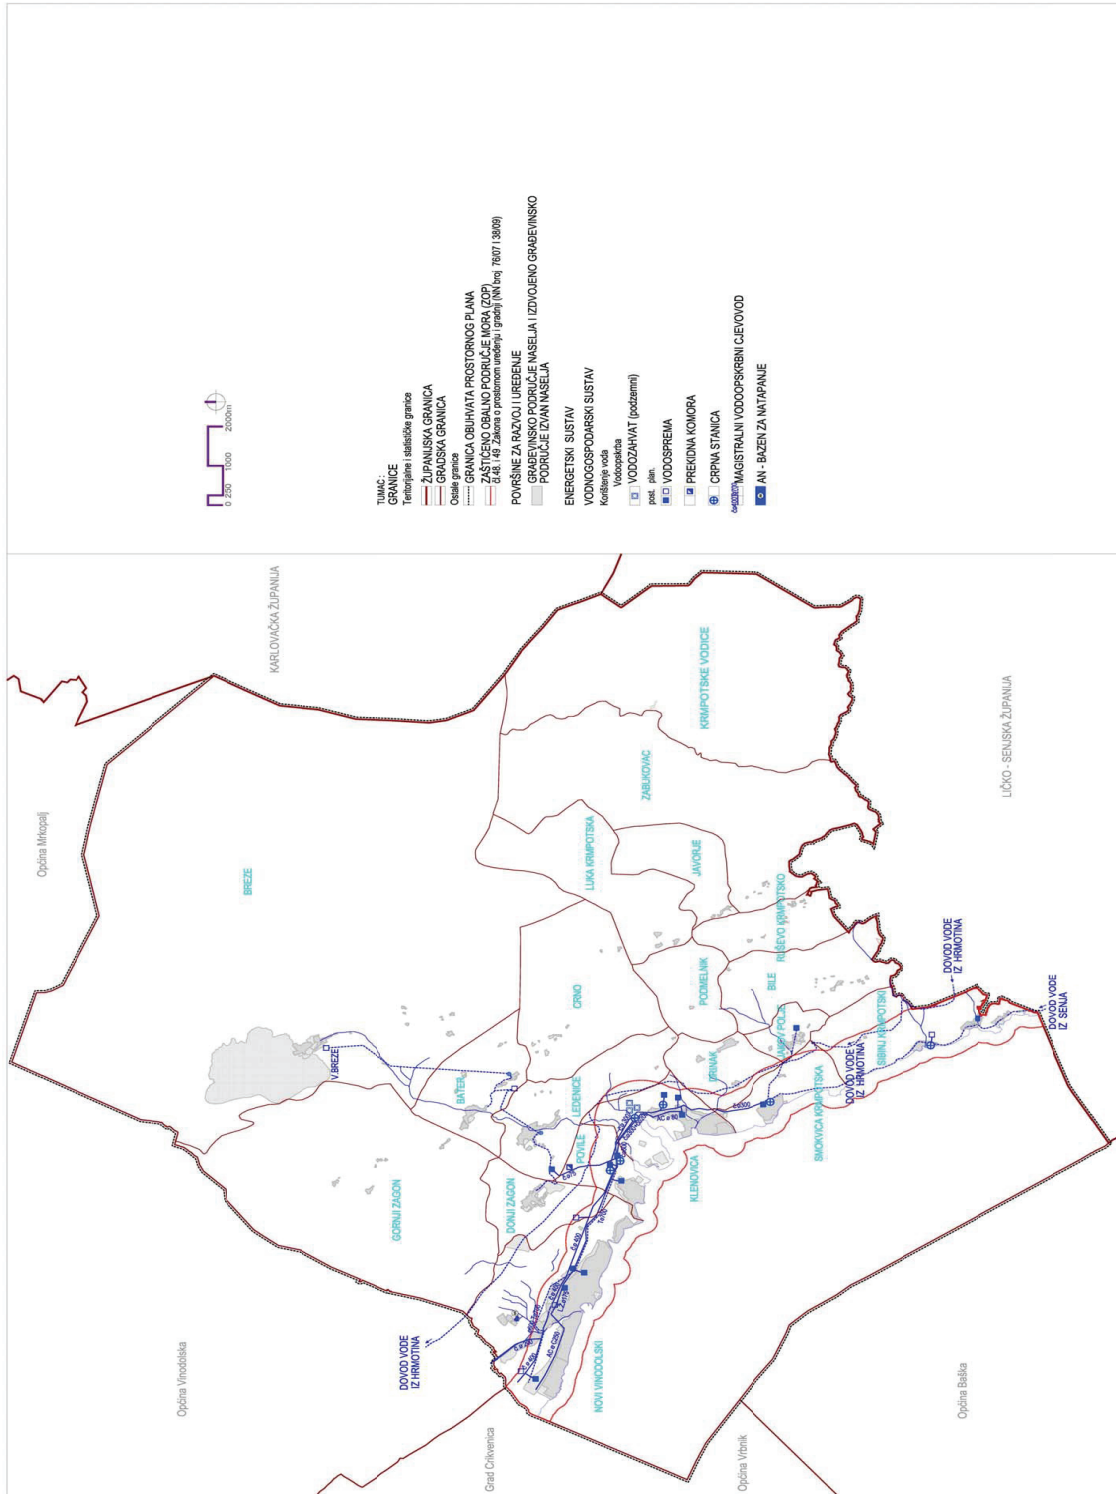 0 250 1000 2000m
TUMAČ:
GRANICE
Teritorijalne i statističke granice
ŽUPANIJSKA GRANICA
GRADSKA GRANICA
Ostale granice
GRANICA OBUHVATA PROSTORNOG PLANA
ZAŠTIĆENO OBALNO PODRUČJE MORA (ZOP)
čl.48. i 49. Zakona o prostornom uređenju i gradnji (NN broj 76/07 i 38/09)
POVRŠINE ZA RAZVOJ I UREĐENJE
GRAĐEVINSKO PODRUČJE NASELJA I IZDVOJENO GRAĐEVINSKO
PODRUČJE IZVAN NASELJA
ENERGETSKI SUSTAV
VODNOGOSPODARSKI SUSTAV
Korištenje voda
Vodoopskrba
VODOZAHVAT (podzemni)
post. plan.
VODOSPREMA
PREKIDNA KOMORA
CRPNA STANICA
MAGISTRALNI VODOOPSKRBNI CJEVOVOD
AN - BAZEN ZA NATAPANJE
KARLOVAČKA ŽUPANIJA
Općina Mrkopalj
BREZE
KRMPOTSKE VODICE
ZABUKOVAC
LUKA KRMPOTSKA
JAVORJE
LIČKO - SENJSKA ŽUPANIJA
RUŠEVO KRMPOTSKO
PODMELNIK
BILE
CRNO
V.BREZE
BATER
LEDENICE
DRINAK
JAKOV POLJE
SIBINJ KRMPOTSKI
DOVOD VODE
IZ HRMOTINA
DOVOD VODE
IZ SENJA
DOVOD VODE
IZ HRMOTINA
SMOKVICA KRMPOTSKA
POVILE
KLENOVICA
GORNJI ZAGON
DONJI ZAGON
AC ø 80
Čø300
Čø 400
AC ø C250
DOVOD VODE
IZ HRMOTINA
NOVI VINODOLSKI
Općina Vinodolska
Grad Crikvenica
Općina Vrbnik
Općina Baška